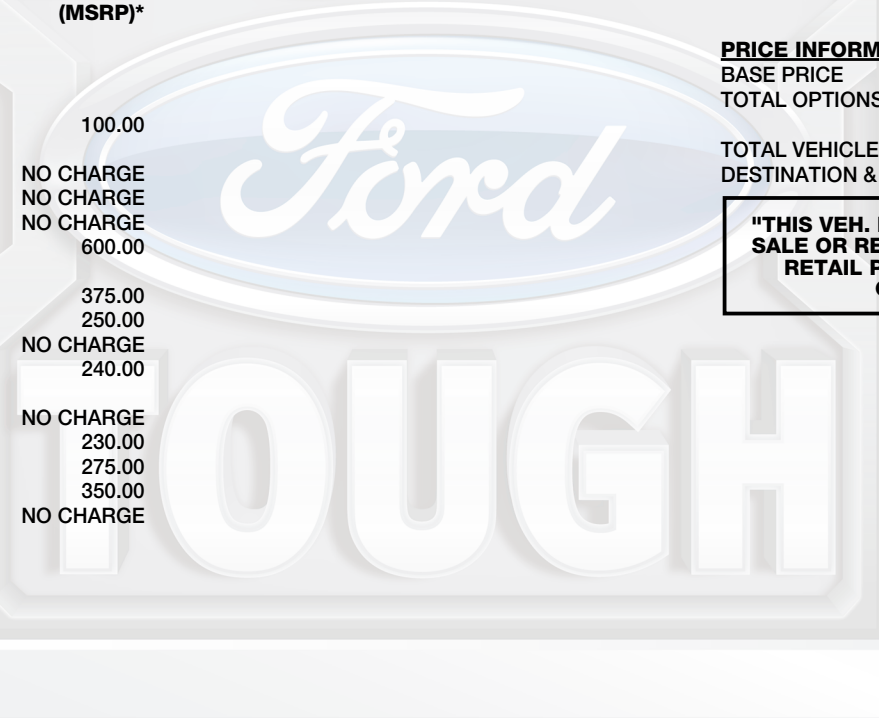 (MSRP)*
100.00
NO CHARGE
NO CHARGE
NO CHARGE
600.00
375.00
250.00
NO CHARGE
240.00
NO CHARGE
230.00
275.00
350.00
NO CHARGE
PRICE INFORM
BASE PRICE
TOTAL OPTIONS
TOTAL VEHICLE
DESTINATION &
"THIS VEH.
SALE OR RE
RETAIL P
Ford
TOUGH